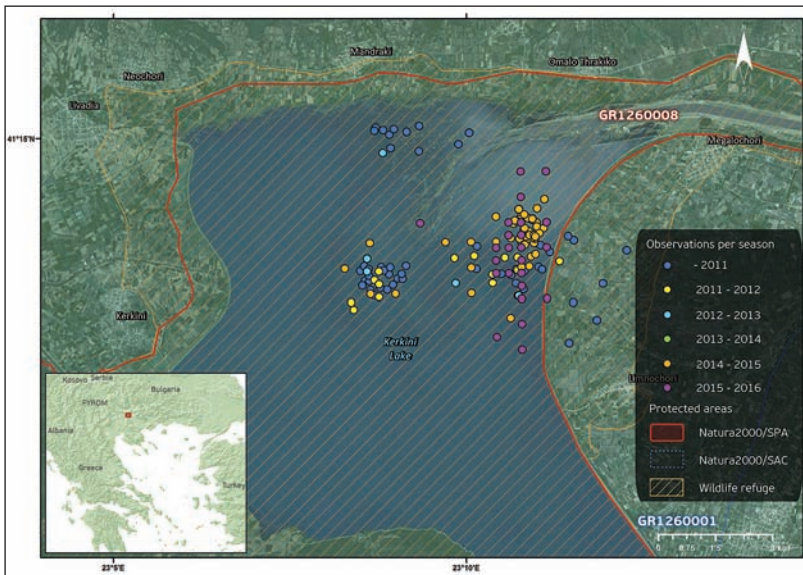 Mandraki
Omalo Thrakiko
Neochori
Livadia
41°15'N
GR1260008
Megalochori
Observations per season
- 2011
2011 - 2012
2012 - 2013
2013 - 2014
2014 - 2015
2015 - 2016
Kerkini
Kerkini
Lake
Limnochori
Protected areas
Natura2000/SPA
Natura2000/SAC
Wildlife refuge
Kosovo
Serbia
Bulgaria
FYROM
Albania
Greece
Turkey
GR1260001
0 0.75 1.5 3 km
23°5'E
23°10'E